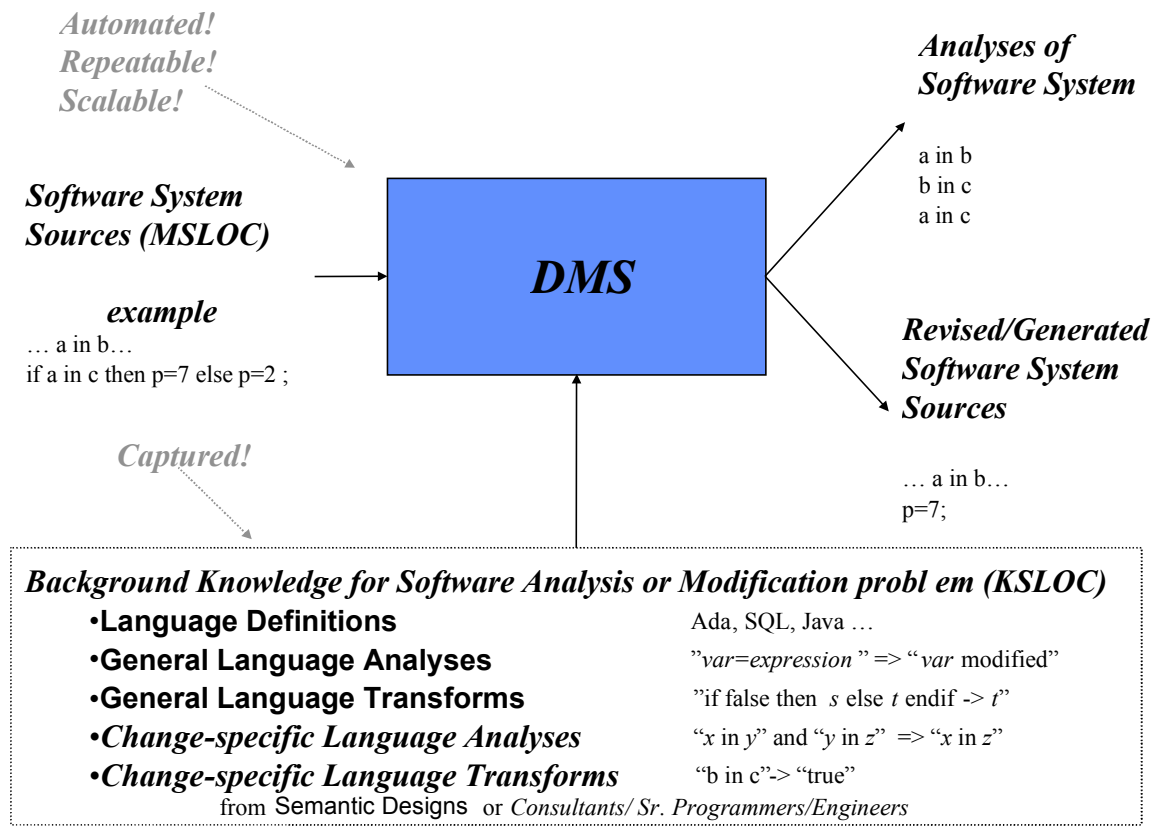 Automated!
Repeatable!
Scalable!
Software System
Sources (MSLOC)
example
… a in b…
if a in c then p=7 else p=2 ;
DMS
Analyses of
Software System
a in b
b in c
a in c
Revised/Generated
Software System
Sources
… a in b…
p=7;
Captured!
Background Knowledge for Software Analysis or Modification probl em (KSLOC)
•Language Definitions Ada, SQL, Java …
•General Language Analyses ”var=expression ” => “var modified”
•General Language Transforms ”if false then s else t endif -> t”
•Change-specific Language Analyses “x in y” and “y in z” => “x in z”
•Change-specific Language Transforms “b in c”-> “true”
from Semantic Designs or Consultants/ Sr. Programmers/Engineers